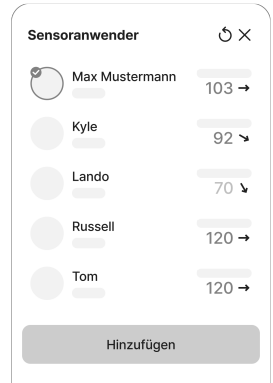 Sensoranwender
Max Mustermann
103 →
Kyle
92 ↘
Lando
70 ↘
Russell
120 →
Tom
120 →
Hinzufügen